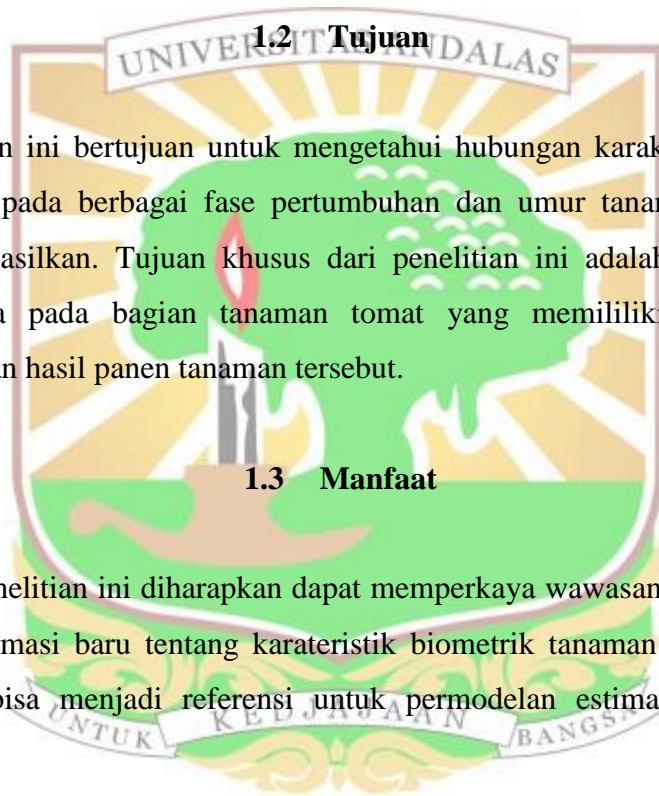 1.2 Tujuan
UNIVERSITAS ANDALAS
n ini bertujuan untuk mengetahui hubungan karak
pada berbagai fase pertumbuhan dan umur tanam
asilkan. Tujuan khusus dari penelitian ini adalah
a pada bagian tanaman tomat yang memililiki
an hasil panen tanaman tersebut.
1.3 Manfaat
nelitian ini diharapkan dapat memperkaya wawasan
masi baru tentang karateristik biometrik tanaman
bisa menjadi referensi untuk permodelan estima
UNTUK KEDJAJAAN BANGSA